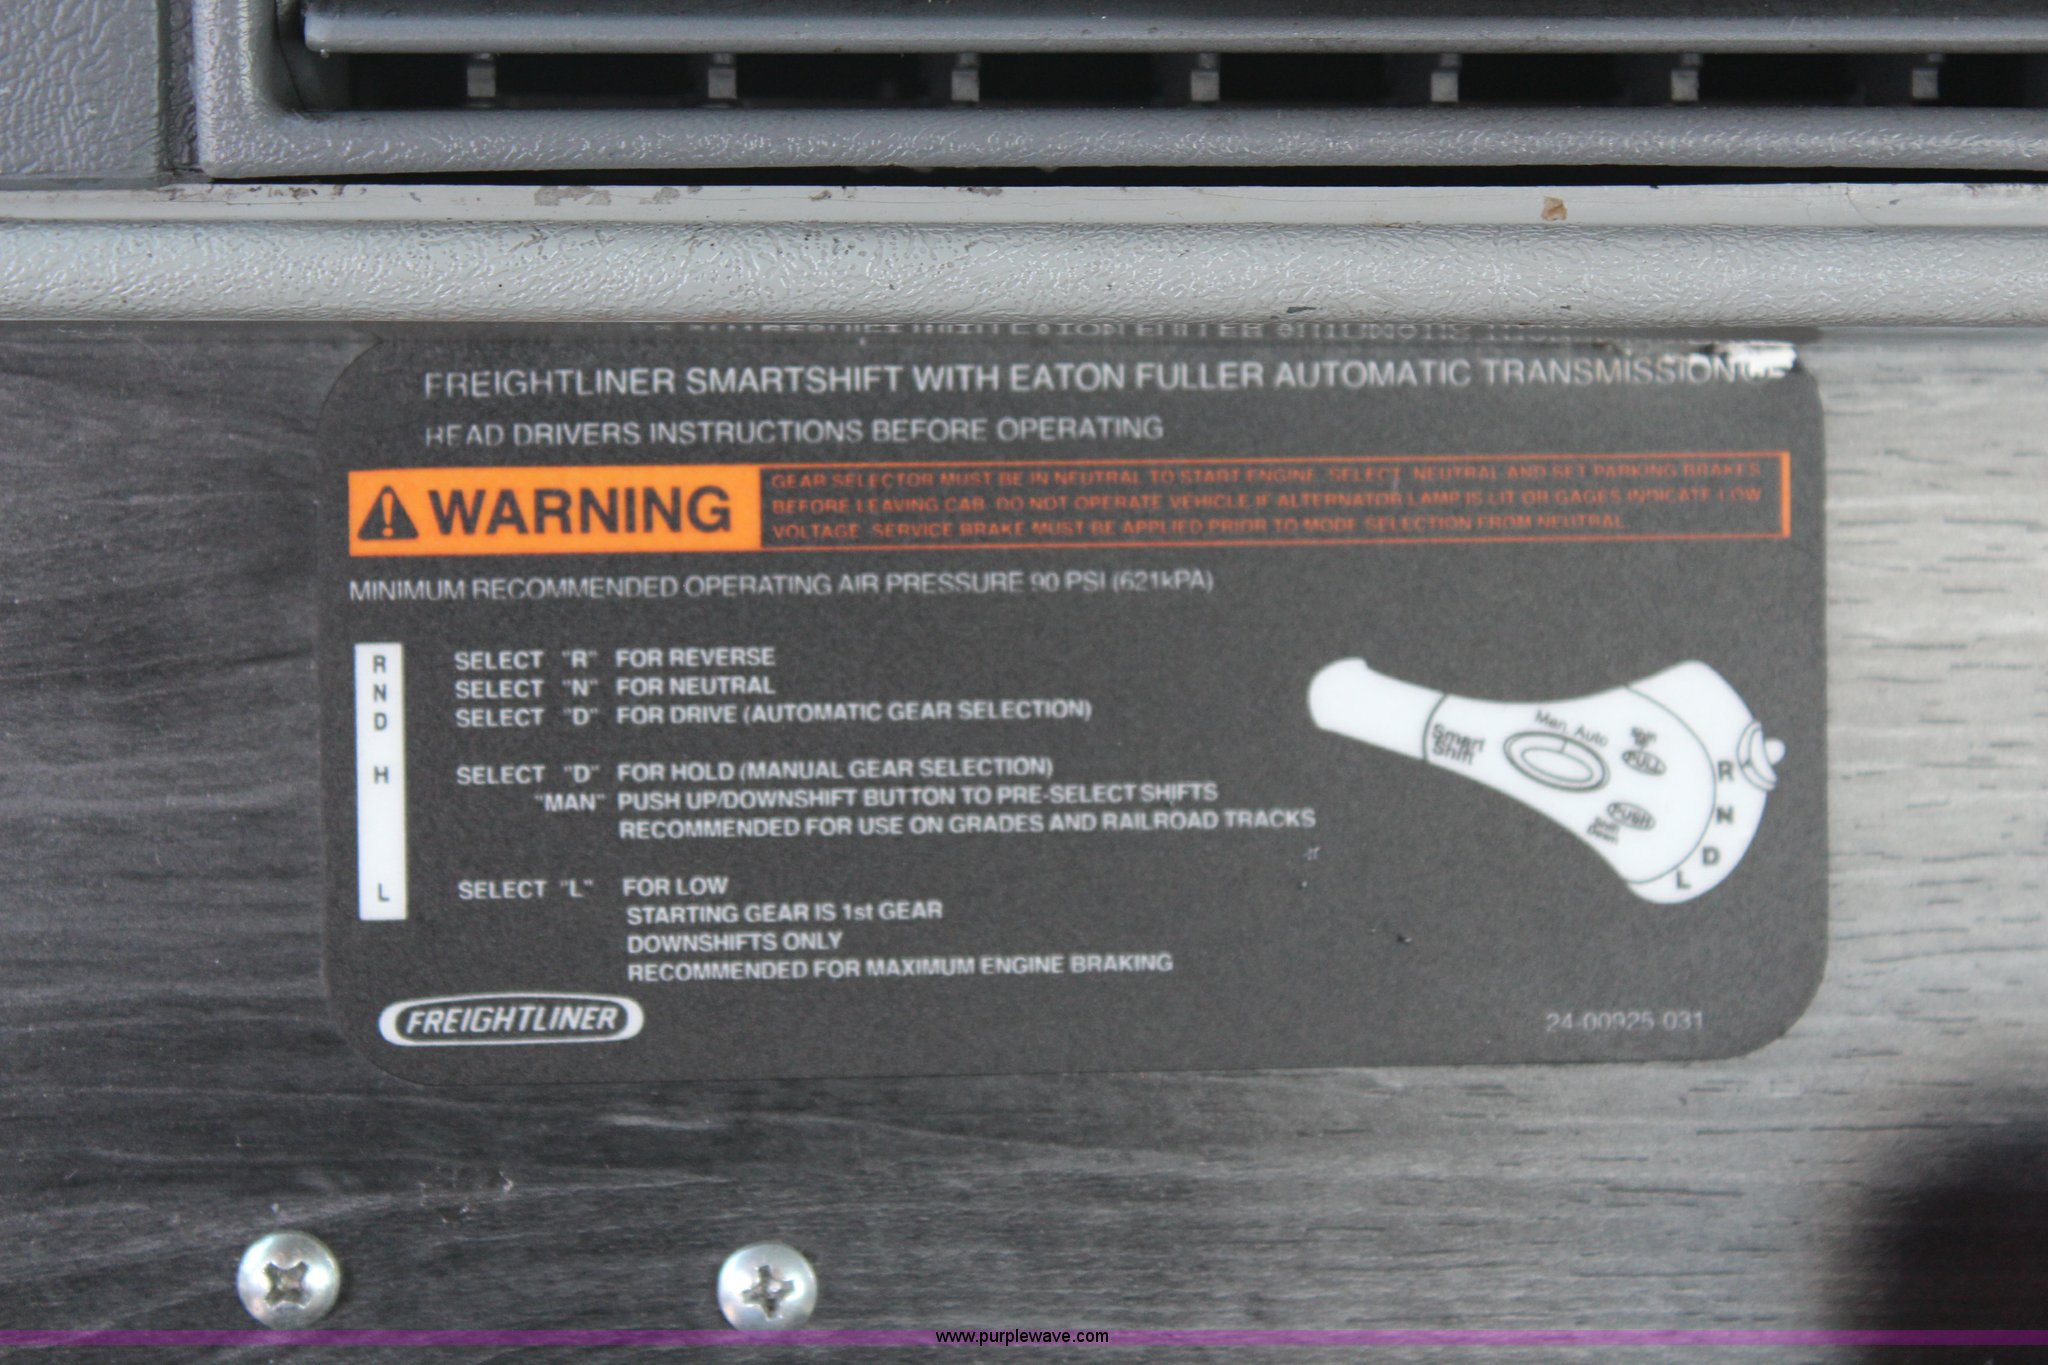 FREIGHTLINER SMARTSHIFT WITH EATON FULLER AUTOMATIC TRANSMISSION
READ DRIVERS INSTRUCTIONS BEFORE OPERATING
WARNING
GEAR SELECTOR MUST BE IN NEUTRAL TO START ENGINE. SELECT NEUTRAL AND SET PARKING BRAKES
BEFORE LEAVING CAB. DO NOT OPERATE VEHICLE IF ALTERNATOR LAMP IS LIT OR GAGES INDICATE LOW
VOLTAGE. SERVICE BRAKE MUST BE APPLIED PRIOR TO MODE SELECTION FROM NEUTRAL.
MINIMUM RECOMMENDED OPERATING AIR PRESSURE 90 PSI (621kPA)
R SELECT "R" FOR REVERSE
N SELECT "N" FOR NEUTRAL
D SELECT "D" FOR DRIVE (AUTOMATIC GEAR SELECTION)
H SELECT "D" FOR HOLD (MANUAL GEAR SELECTION)
"MAN" PUSH UP/DOWNSHIFT BUTTON TO PRE-SELECT SHIFTS
RECOMMENDED FOR USE ON GRADES AND RAILROAD TRACKS
L SELECT "L" FOR LOW
STARTING GEAR IS 1st GEAR
DOWNSHIFTS ONLY
RECOMMENDED FOR MAXIMUM ENGINE BRAKING
Smart
Shift
Man. Auto
PULL
PUSH
Shift
Down
R
N
D
L
FREIGHTLINER
24-00925-031
www.purplewave.com